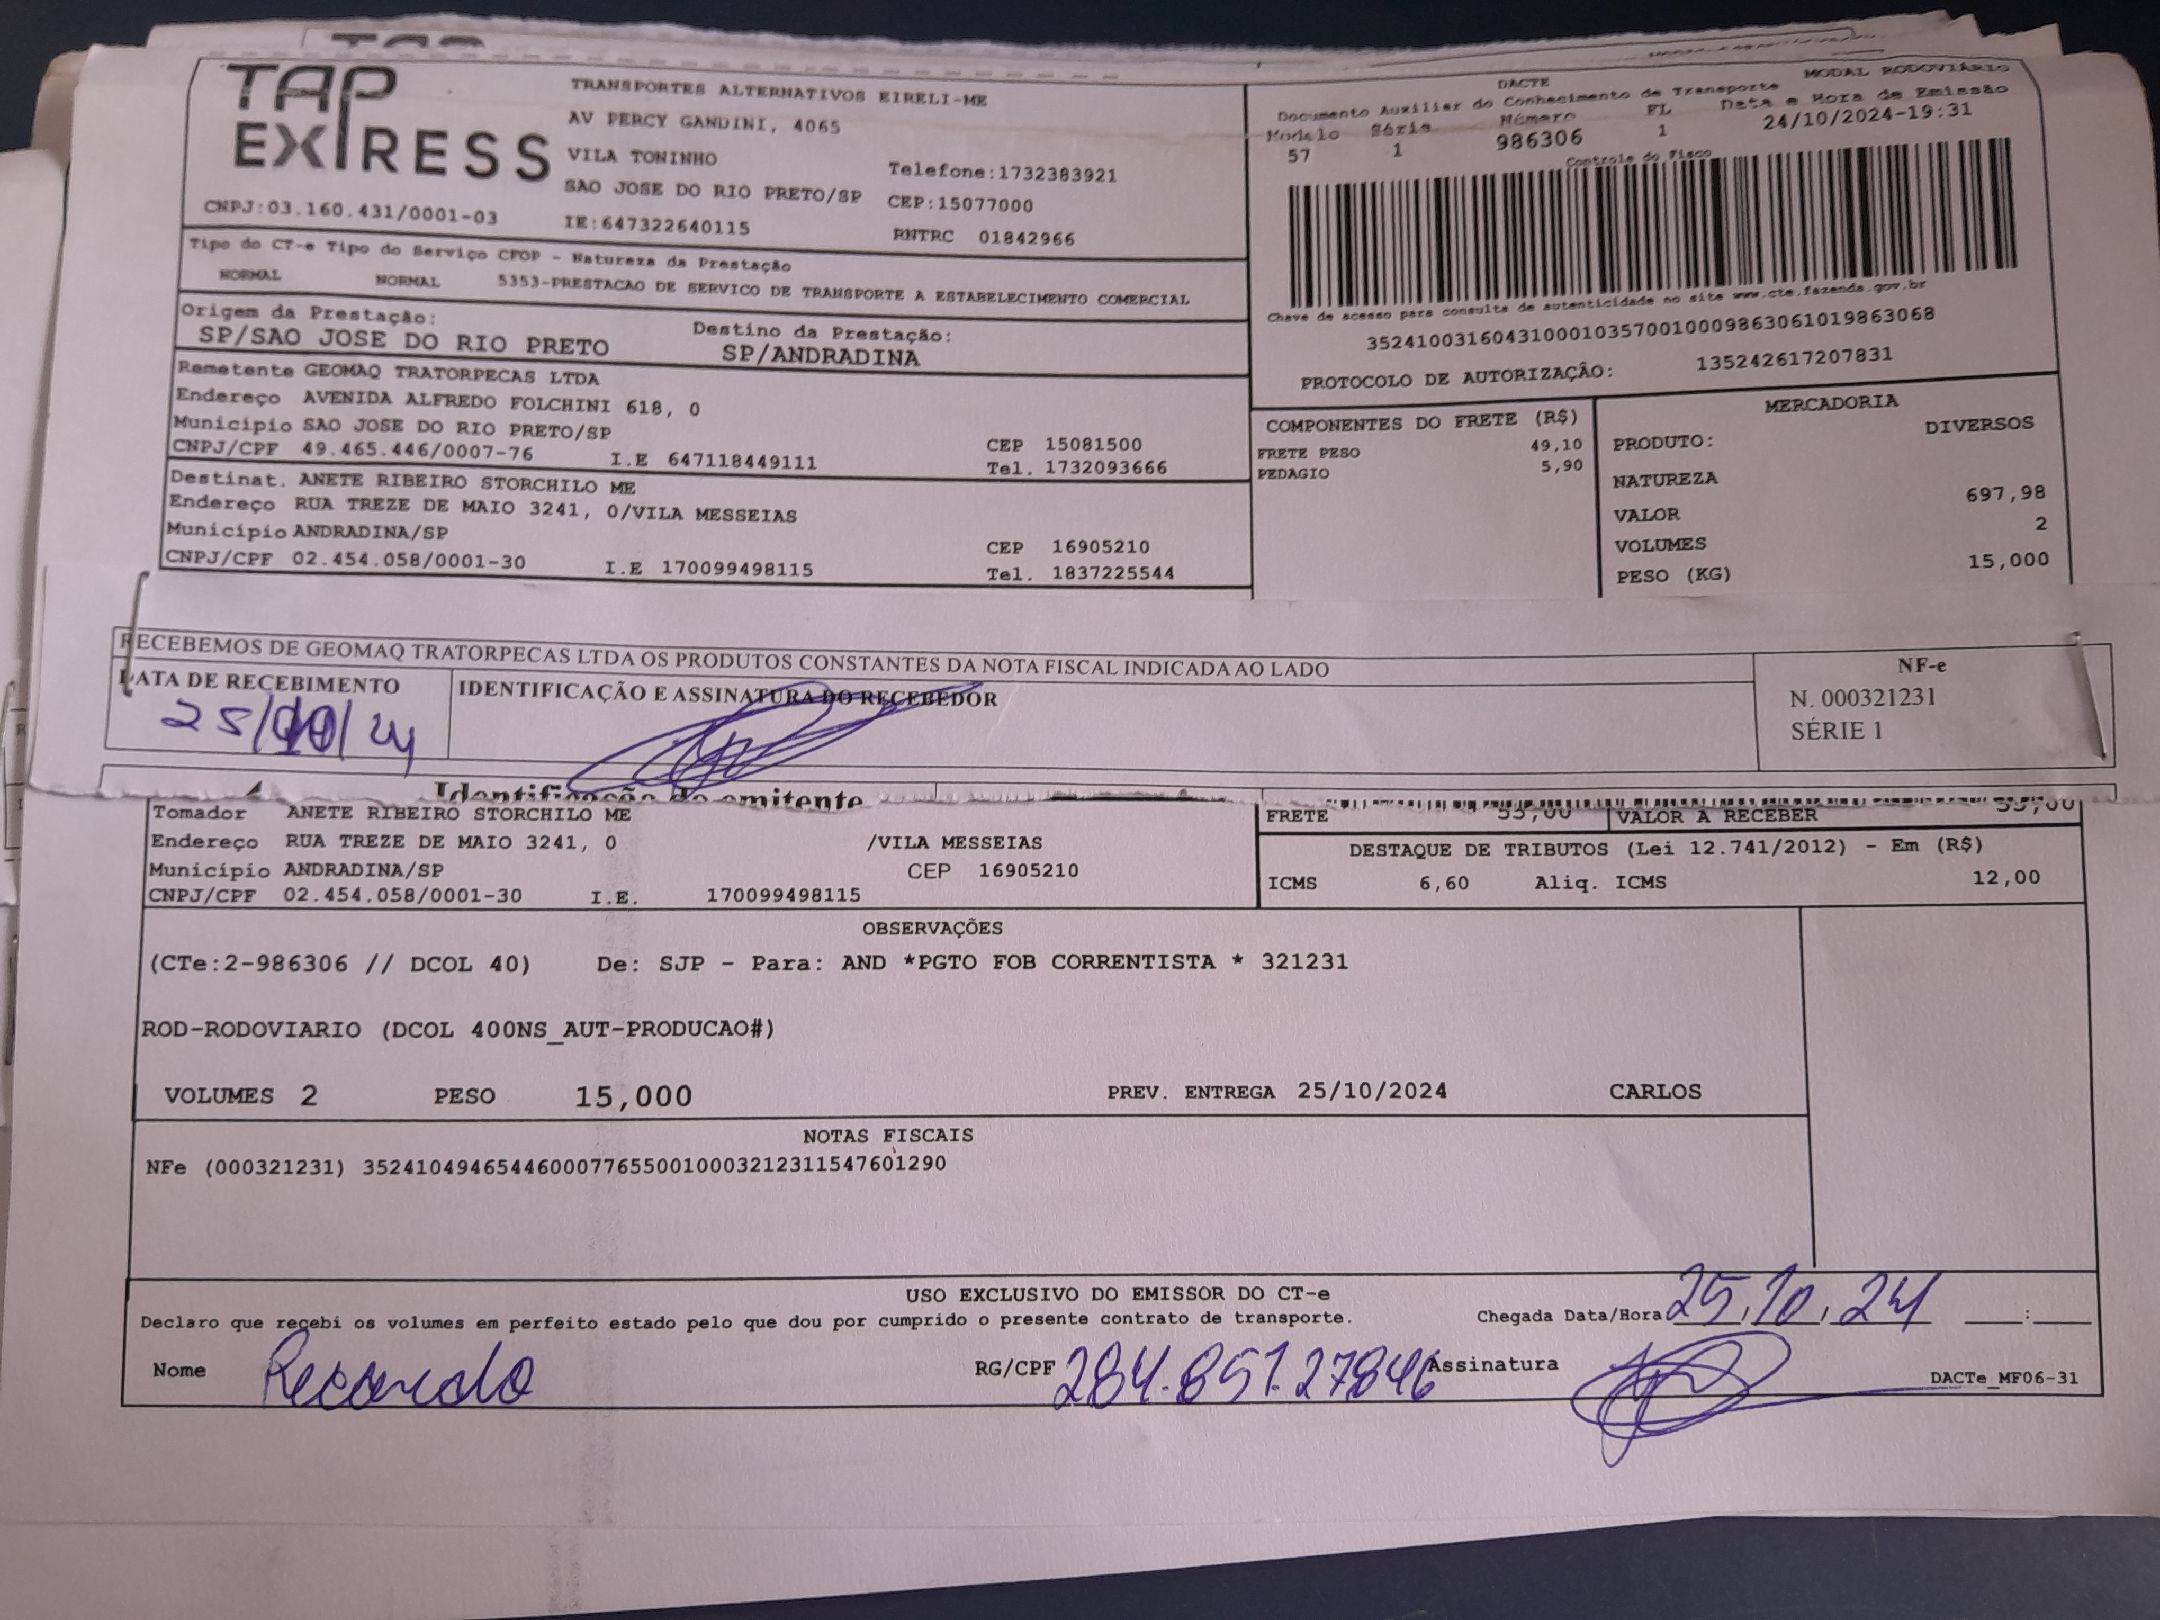 TAP EXPRESS
TRANSPORTES ALTERNATIVOS EIRELI-ME
AV PERCY GANDINI, 4065
VILA TONINHO
Telefone:1732383921
SAO JOSE DO RIO PRETO/SP CEP:15077000
CNPJ:03.160.431/0001-03 IE:647322640115 RNTRC 01842966
DACTE MODAL RODOVIÁRIO
Documento Auxiliar do Conhecimento de Transporte
Modelo Série Número FL Data e Hora de Emissão
57 1 986306 1 24/10/2024-19:31
Controle do Fisco
Chave de acesso para consulta de autenticidade no site www.cte.fazenda.gov.br
35241003160431000103570010009863061019863068
PROTOCOLO DE AUTORIZAÇÃO: 135242617207831
Tipo do CT-e Tipo do Serviço CFOP - Natureza da Prestação
NORMAL NORMAL 5353-PRESTACAO DE SERVICO DE TRANSPORTE A ESTABELECIMENTO COMERCIAL
Origem da Prestação: Destino da Prestação:
SP/SAO JOSE DO RIO PRETO SP/ANDRADINA
Remetente GEOMAQ TRATORPECAS LTDA
Endereço AVENIDA ALFREDO FOLCHINI 618, 0
Município SAO JOSE DO RIO PRETO/SP CEP 15081500
CNPJ/CPF 49.465.446/0007-76 I.E 647118449111 Tel. 1732093666
Destinat. ANETE RIBEIRO STORCHILO ME
Endereço RUA TREZE DE MAIO 3241, 0/VILA MESSEIAS
Município ANDRADINA/SP CEP 16905210
CNPJ/CPF 02.454.058/0001-30 I.E 170099498115 Tel. 1837225544
COMPONENTES DO FRETE (R$)
FRETE PESO 49,10
PEDAGIO 5,90
MERCADORIA
PRODUTO: DIVERSOS
NATUREZA
VALOR 697,98
VOLUMES 2
PESO (KG) 15,000
RECEBEMOS DE GEOMAQ TRATORPECAS LTDA OS PRODUTOS CONSTANTES DA NOTA FISCAL INDICADA AO LADO
DATA DE RECEBIMENTO IDENTIFICAÇÃO E ASSINATURA DO RECEBEDOR
25/10/24
NF-e
N. 000321231
SÉRIE 1
Identificação do emitente
Tomador ANETE RIBEIRO STORCHILO ME
Endereço RUA TREZE DE MAIO 3241, 0 /VILA MESSEIAS
Município ANDRADINA/SP CEP 16905210
CNPJ/CPF 02.454.058/0001-30 I.E. 170099498115
FRETE 55,00 VALOR A RECEBER 55,00
DESTAQUE DE TRIBUTOS (Lei 12.741/2012) - Em (R$)
ICMS 6,60 Aliq. ICMS 12,00
OBSERVAÇÕES
(CTe:2-986306 // DCOL 40) De: SJP - Para: AND *PGTO FOB CORRENTISTA * 321231
ROD-RODOVIARIO (DCOL 400NS_AUT-PRODUCAO#)
VOLUMES 2 PESO 15,000 PREV. ENTREGA 25/10/2024 CARLOS
NOTAS FISCAIS
NFe (000321231) 35241049465446000776550010003212311547601290
USO EXCLUSIVO DO EMISSOR DO CT-e
Declaro que recebi os volumes em perfeito estado pelo que dou por cumprido o presente contrato de transporte. Chegada Data/Hora 25.10.24 :
Nome RG/CPF 284.851.27846 Assinatura
DACTe_MF06-31